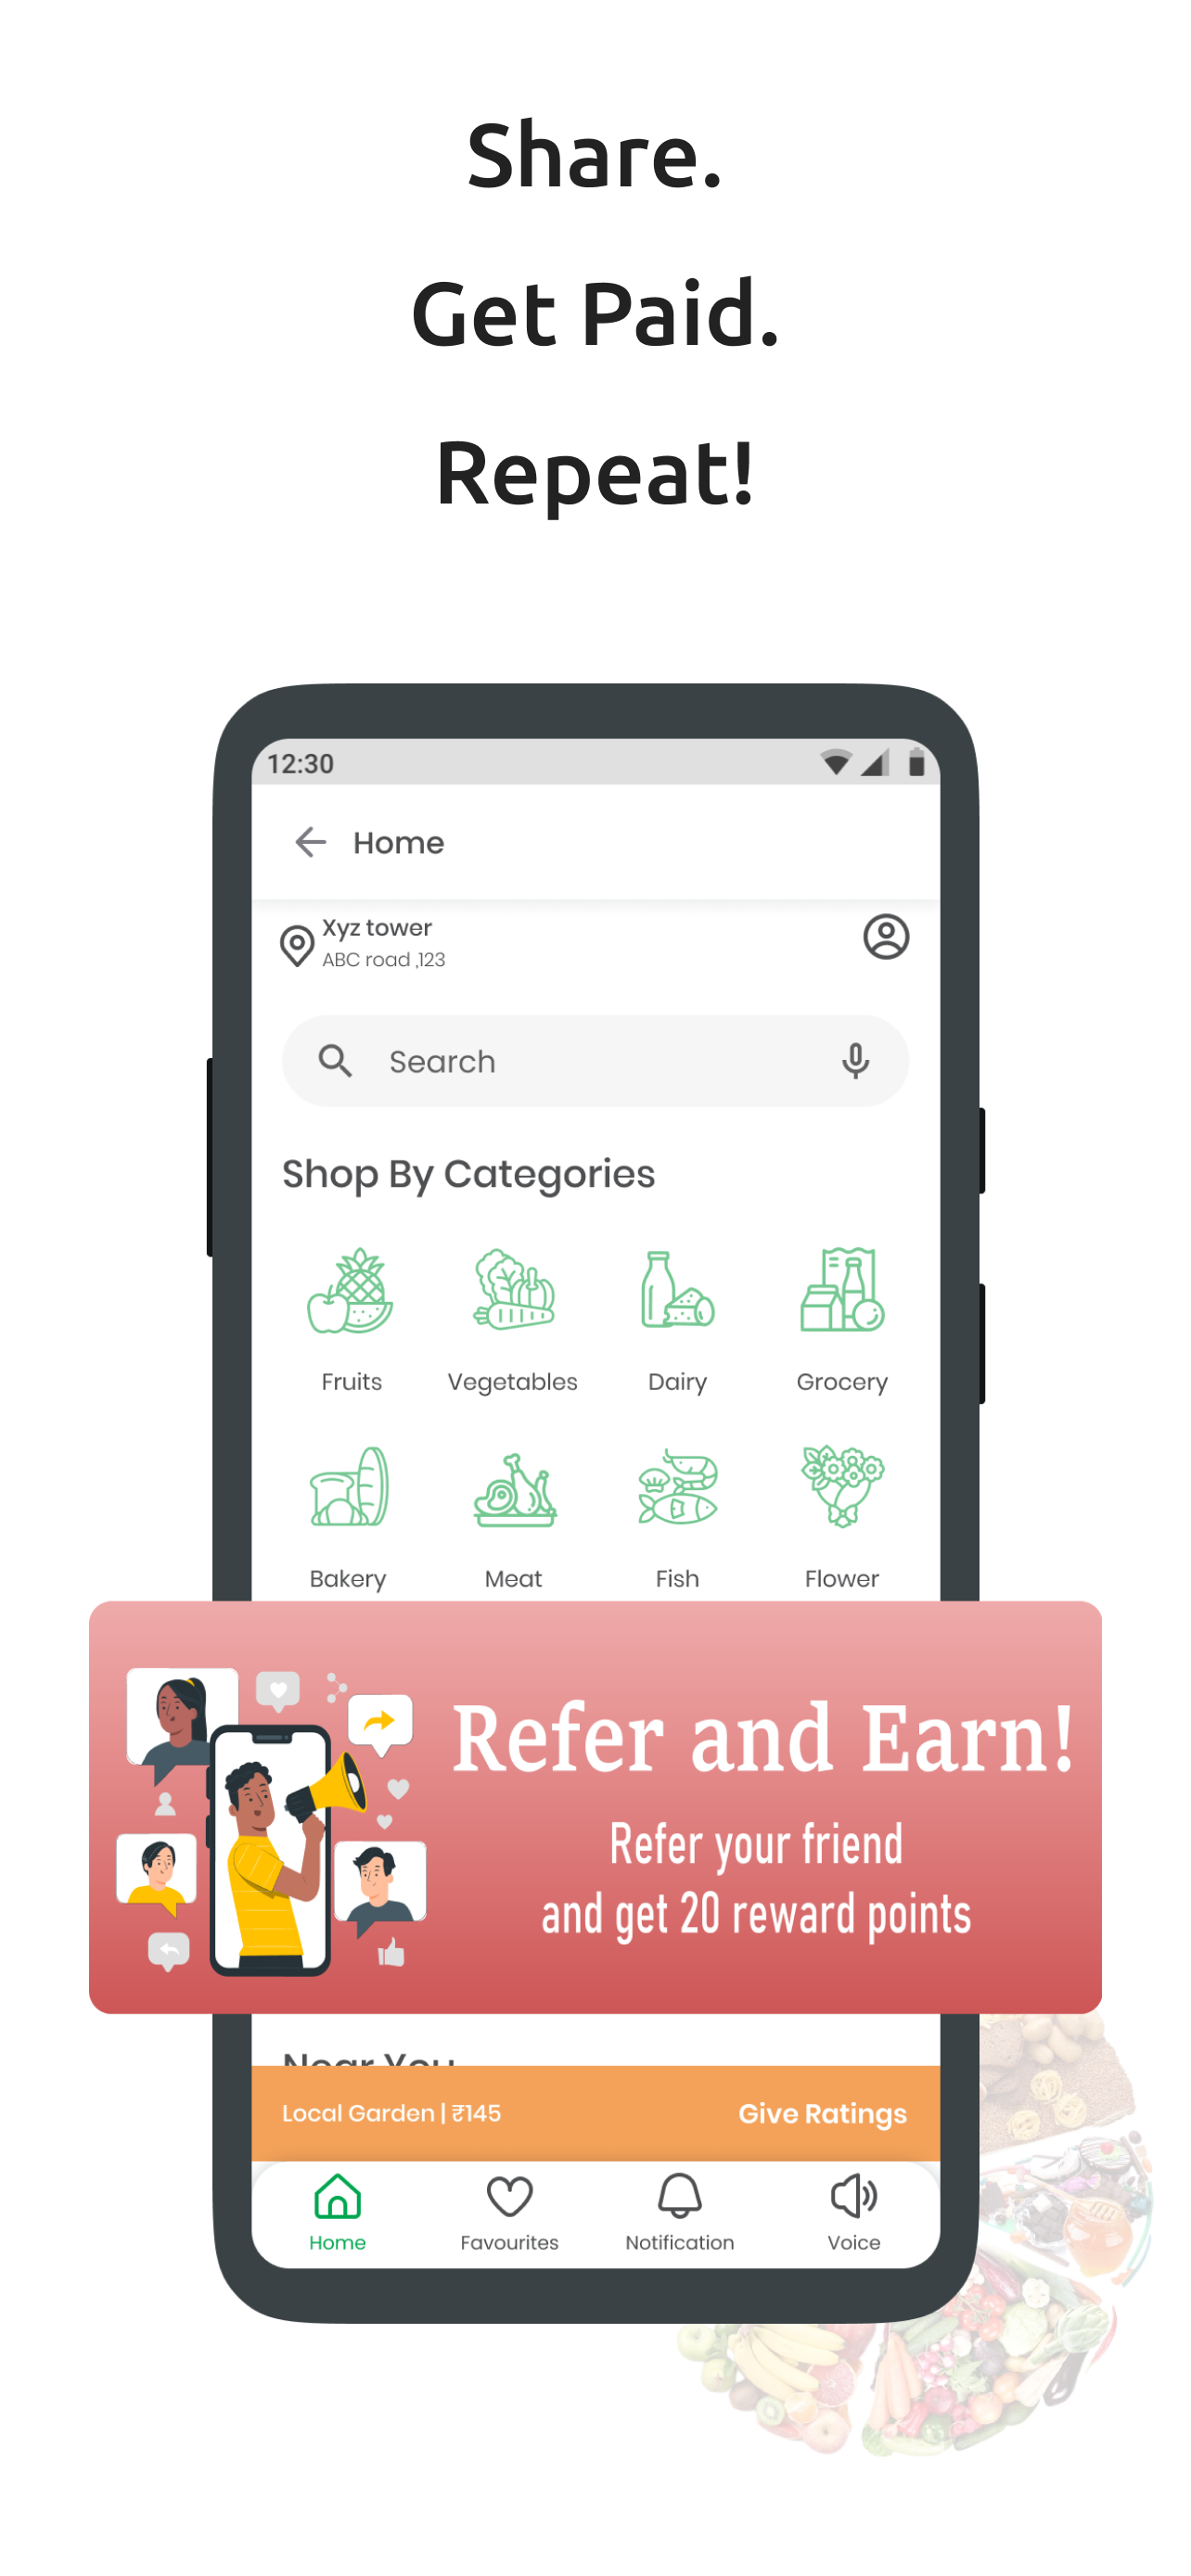 Share.
Get Paid.
Repeat!
12:30
Home
Xyz tower
ABC road ,123
Search
Shop By Categories
Fruits Vegetables Dairy Grocery
Bakery Meat Fish Flower
Refer and Earn!
Refer your friend
and get 20 reward points
Near You
Local Garden | ₹145 Give Ratings
Home Favourites Notification Voice